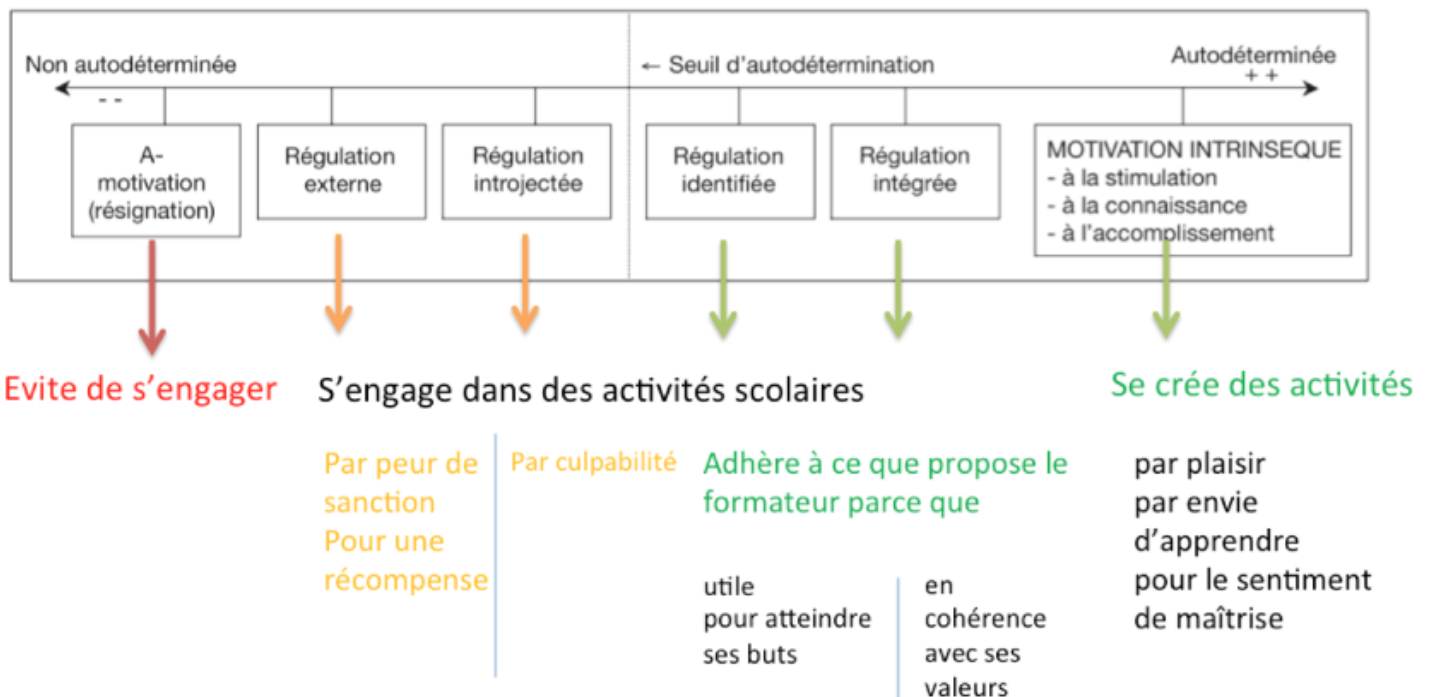 Non autodéterminée
← Seuil d'autodétermination
Autodéterminée
- -
+ +
A-
motivation
(résignation)
Régulation
externe
Régulation
introjectée
Régulation
identifiée
Régulation
intégrée
MOTIVATION INTRINSEQUE
- à la stimulation
- à la connaissance
- à l'accomplissement
Evite de s'engager
S'engage dans des activités scolaires
Se crée des activités
Par peur de
sanction
Pour une
récompense
Par culpabilité
Adhère à ce que propose le
formateur parce que
utile
pour atteindre
ses buts
en
cohérence
avec ses
valeurs
par plaisir
par envie
d'apprendre
pour le sentiment
de maîtrise